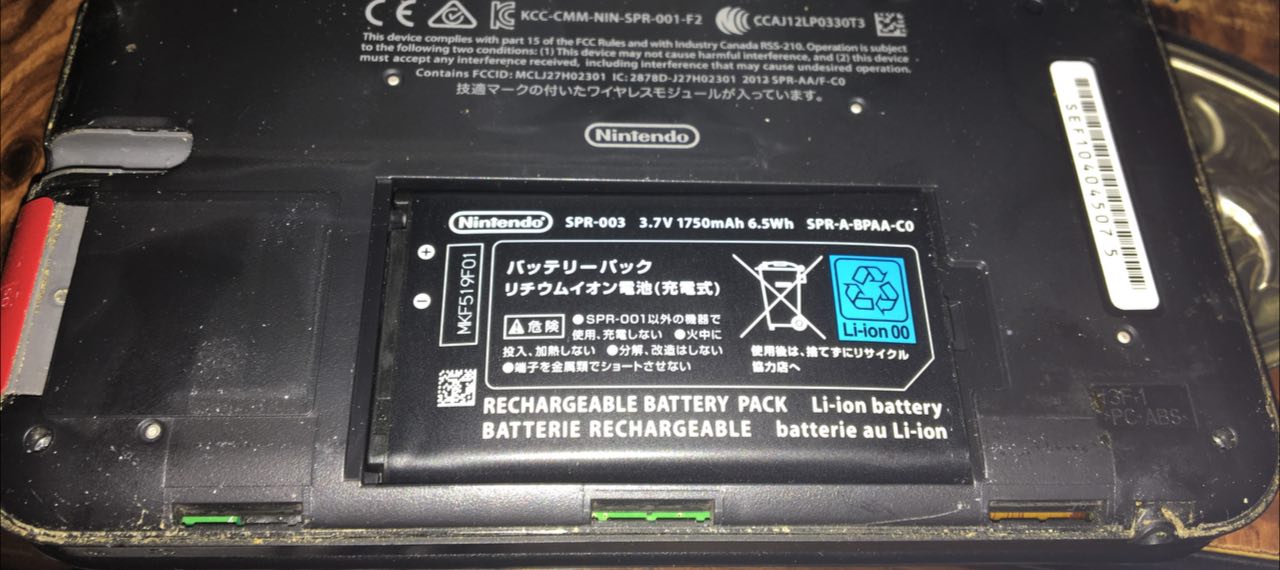 CE KCC-CMM-NIN-SPR-001-F2 CCAJ12LP0330T3
This device complies with part 15 of the FCC Rules and with Industry Canada RSS-210. Operation is subject
to the following two conditions: (1) This device may not cause harmful interference, and (2) this device
must accept any interference received, including interference that may cause undesired operation.
Contains FCCID: MCLJ27H02301 IC: 2878D-J27H02301 2012 SPR-AA/F-C0
技適マークの付いたワイヤレスモジュールが入っています。
Nintendo
SEF10404507 5
Nintendo SPR-003 3.7V 1750mAh 6.5Wh SPR-A-BPAA-C0
+
−
MKF519F01
バッテリーパック
リチウムイオン電池(充電式)
危険 ●SPR-001以外の機器で
使用、充電しない ●火中に
投入、加熱しない ●分解、改造はしない
●端子を金属類でショートさせない
Li-ion 00
使用後は、捨てずにリサイクル
協力店へ
RECHARGEABLE BATTERY PACK Li-ion battery
BATTERIE RECHARGEABLE batterie au Li-ion
PC-ABS